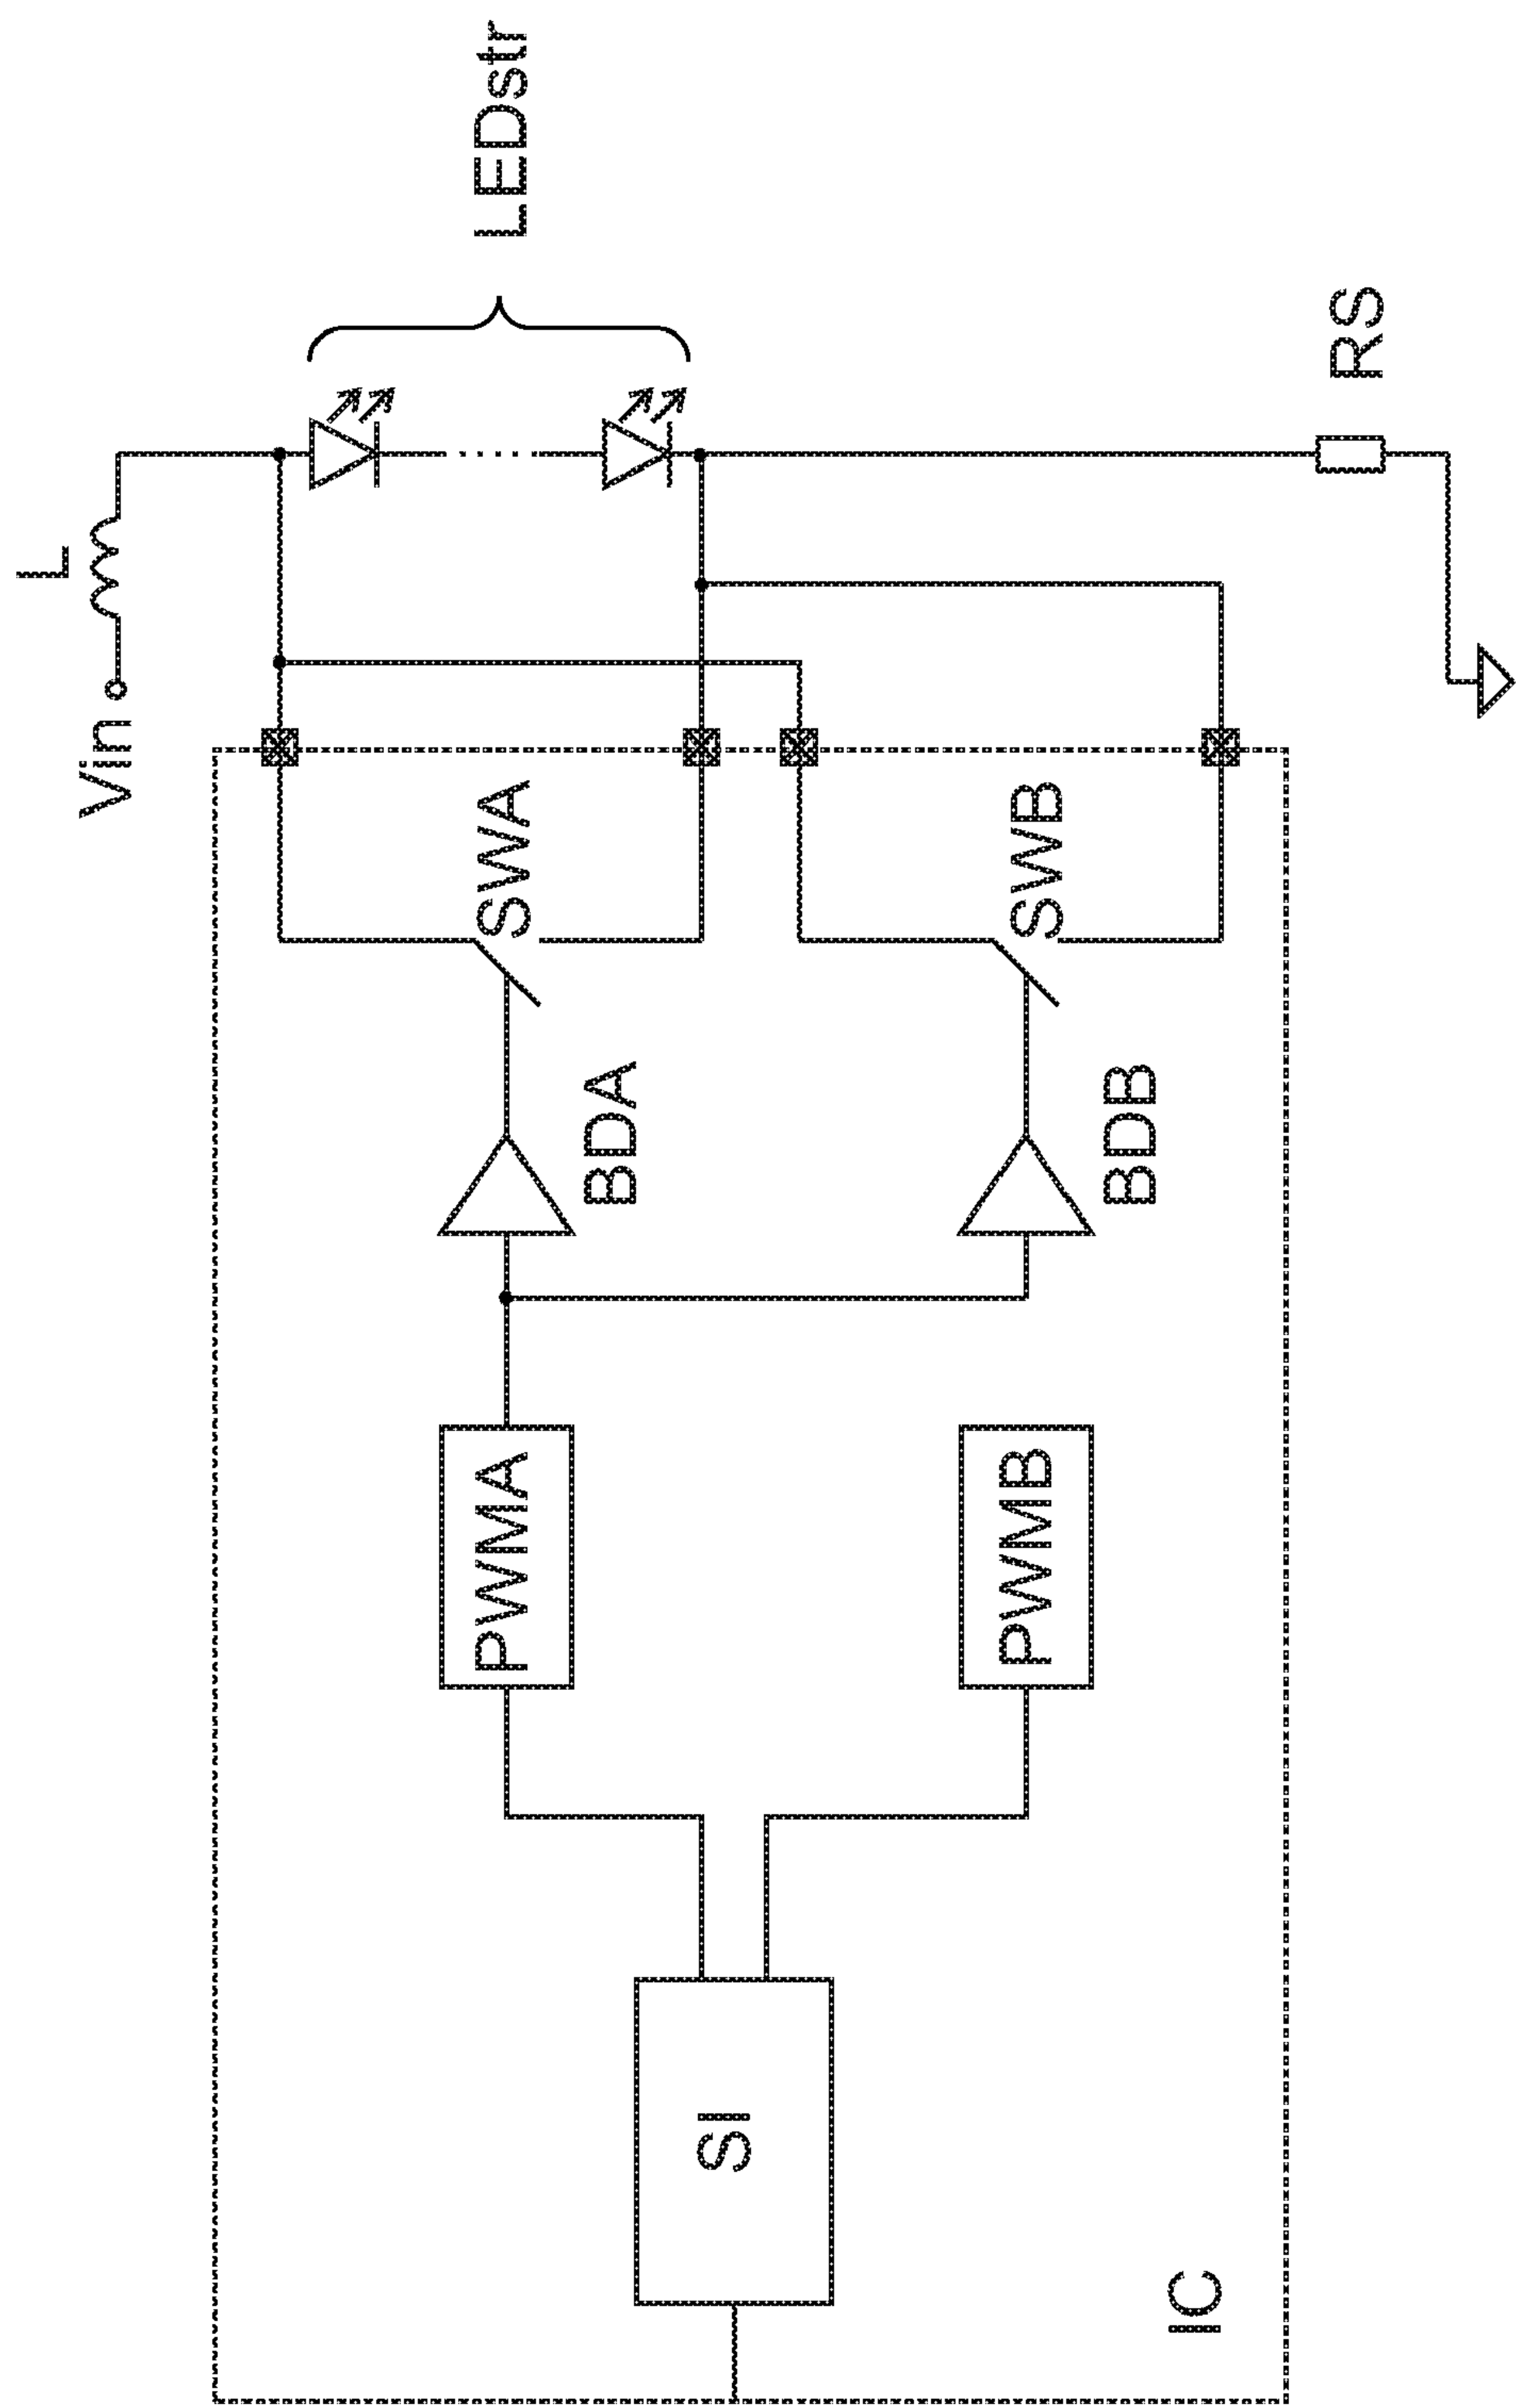 L
Vin
LEDstr
SWA
SWB
RS
BDA
BDB
PWMA
PWMB
SI
IC